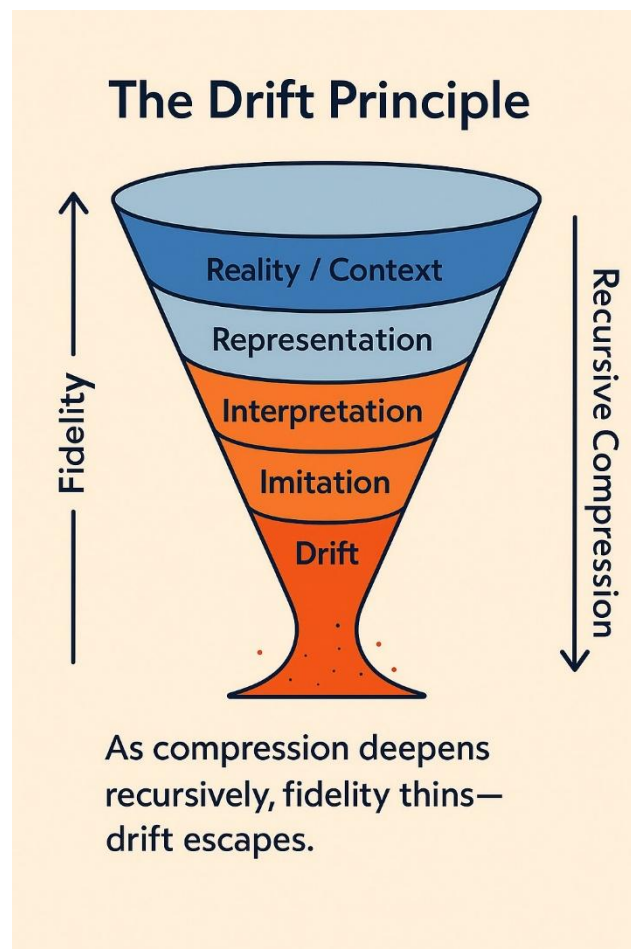 The Drift Principle
Fidelity
Recursive Compression
Reality / Context
Representation
Interpretation
Imitation
Drift
As compression deepens
recursively, fidelity thins—
drift escapes.